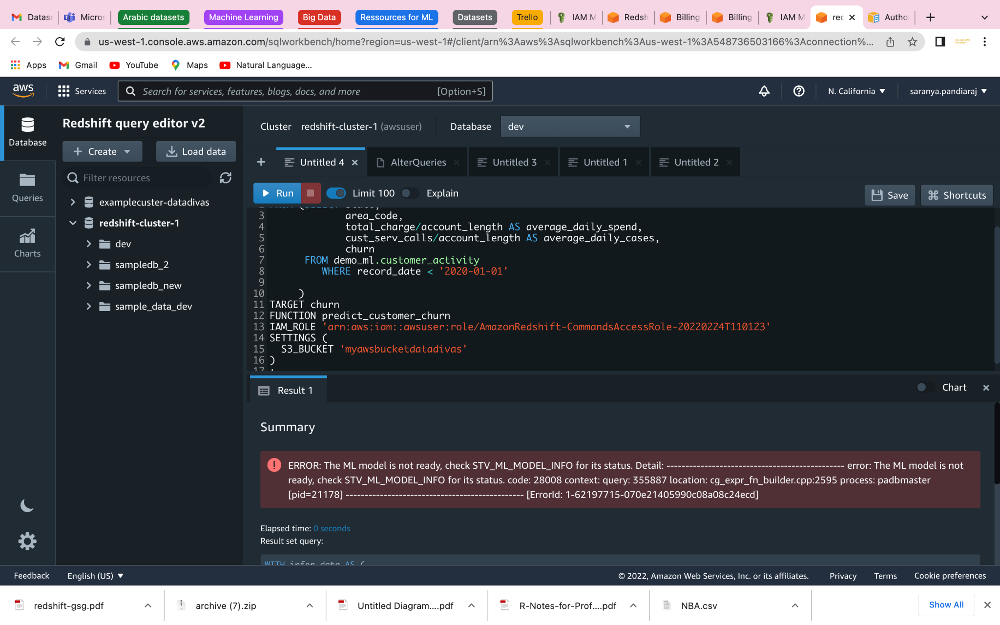 Datase
Micros
Arabic datasets
Machine Learning
Big Data
Ressources for ML
Datasets
Trello
IAM M
Redsh
Billing
Billing
IAM M
rec
Autho
us-west-1.console.aws.amazon.com/sqlworkbench/home?region=us-west-1#/client/arn%3Aaws%3Asqlworkbench%3Aus-west-1%3A548736503166%3Aconnection%...
Apps
Gmail
YouTube
Maps
Natural Language...
aws
Services
Search for services, features, blogs, docs, and more [Option+S]
N. California
saranya.pandiaraj
Database
Queries
Charts
Redshift query editor v2
Create
Load data
Filter resources
examplecuster-datadivas
redshift-cluster-1
dev
sampledb_2
sampledb_new
sample_data_dev
Cluster redshift-cluster-1 (awsuser)
Database dev
Untitled 4
AlterQueries
Untitled 3
Untitled 1
Untitled 2
Run
Limit 100
Explain
Save
Shortcuts
3 area_code,
4 total_charge/account_length AS average_daily_spend,
5 cust_serv_calls/account_length AS average_daily_cases,
6 churn
7 FROM demo_ml.customer_activity
8 WHERE record_date < '2020-01-01'
9
10 )
11 TARGET churn
12 FUNCTION predict_customer_churn
13 IAM_ROLE 'arn:aws:iam::awsuser:role/AmazonRedshift-CommandsAccessRole-20220224T110123'
14 SETTINGS (
15 S3_BUCKET 'myawsbucketdatadivas'
16 )
17 ;
Result 1
Chart
Summary
ERROR: The ML model is not ready, check STV_ML_MODEL_INFO for its status. Detail: ----------------------------------------------- error: The ML model is not
ready, check STV_ML_MODEL_INFO for its status. code: 28008 context: query: 355887 location: cg_expr_fn_builder.cpp:2595 process: padbmaster
[pid=21178] ----------------------------------------------- [ErrorId: 1-62197715-070e21405990c08a08c24ecd]
Elapsed time: 0 seconds
Result set query:
WITH infer_data AS (
Feedback
English (US)
© 2022, Amazon Web Services, Inc. or its affiliates.
Privacy
Terms
Cookie preferences
redshift-gsg.pdf
archive (7).zip
Untitled Diagram....pdf
R-Notes-for-Prof....pdf
NBA.csv
Show All